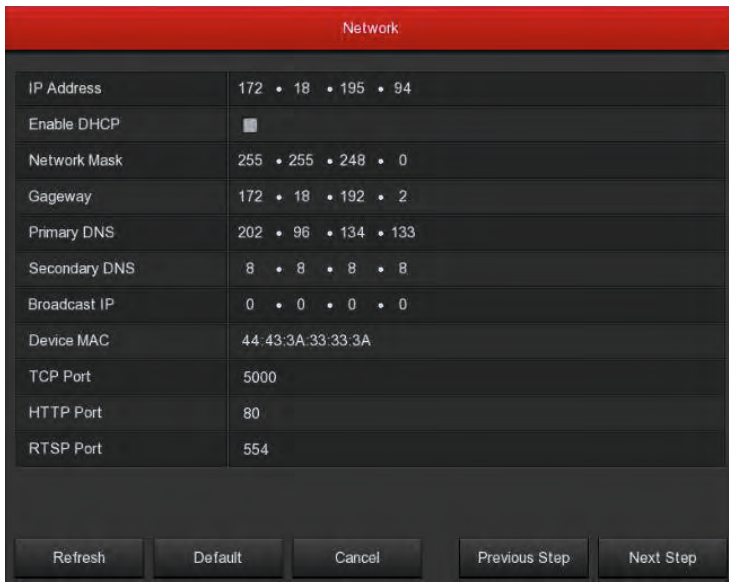 Network
IP Address 172 • 18 • 195 • 94
Enable DHCP
Network Mask 255 • 255 • 248 • 0
Gageway 172 • 18 • 192 • 2
Primary DNS 202 • 96 • 134 • 133
Secondary DNS 8 • 8 • 8 • 8
Broadcast IP 0 • 0 • 0 • 0
Device MAC 44:43:3A:33:33:3A
TCP Port 5000
HTTP Port 80
RTSP Port 554
Refresh Default Cancel Previous Step Next Step